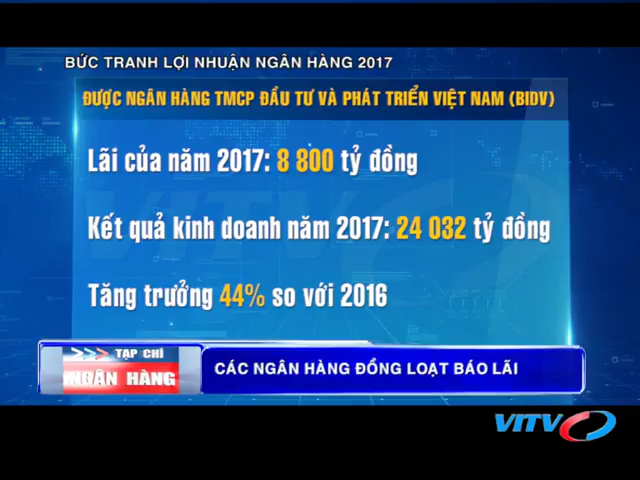 BỨC TRANH LỢI NHUẬN NGÂN HÀNG 2017
ĐƯỢC NGÂN HÀNG TMCP ĐẦU TƯ VÀ PHÁT TRIỂN VIỆT NAM (BIDV)
Lãi của năm 2017: 8 800 tỷ đồng
Kết quả kinh doanh năm 2017: 24 032 tỷ đồng
Tăng trưởng 44% so với 2016
>>> TẠP CHÍ
NGÂN HÀNG
CÁC NGÂN HÀNG ĐỒNG LOẠT BÁO LÃI
VITV